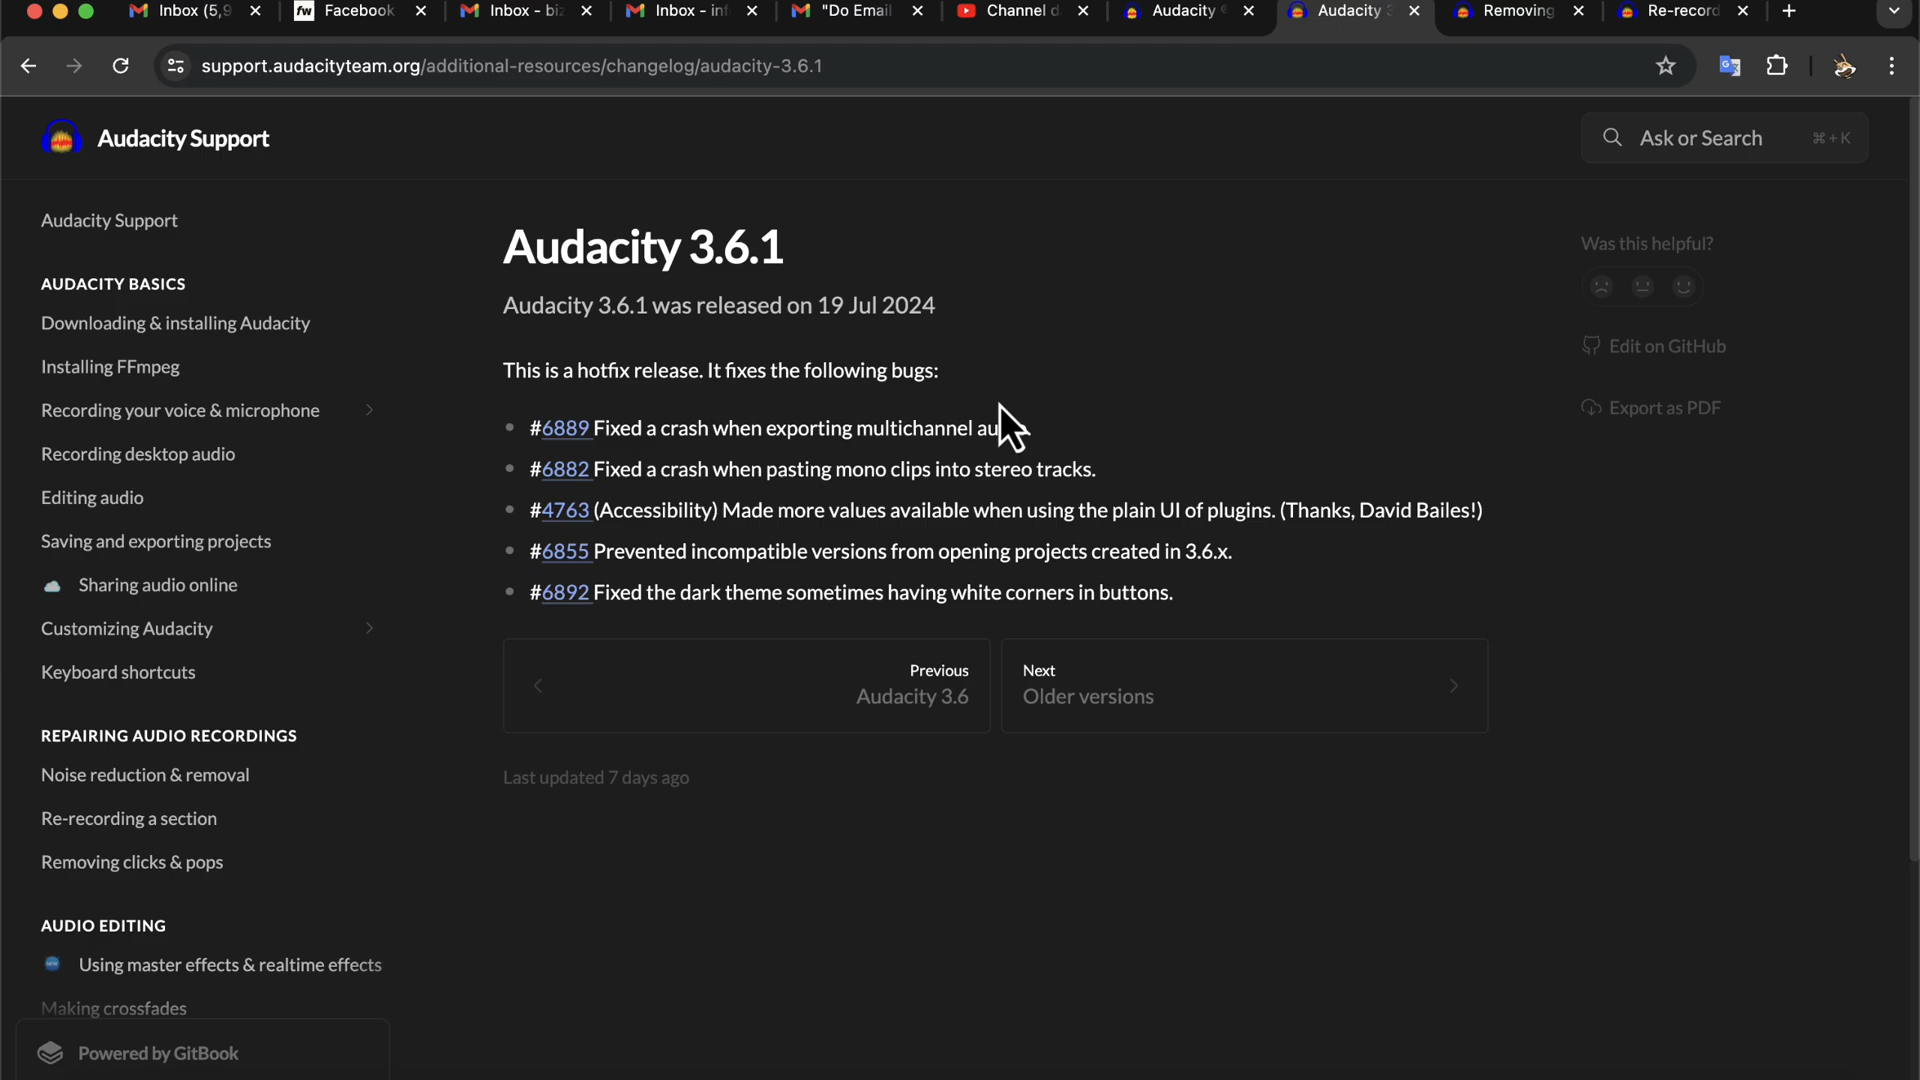 Inbox (5,9
Facebook
Inbox - biz
Inbox - inf
"Do Email
Channel d
Audacity
Audacity
Removing
Re-record
support.audacityteam.org/additional-resources/changelog/audacity-3.6.1
Audacity Support
Ask or Search
⌘+K
Audacity Support
AUDACITY BASICS
Downloading & installing Audacity
Installing FFmpeg
Recording your voice & microphone
Recording desktop audio
Editing audio
Saving and exporting projects
Sharing audio online
Customizing Audacity
Keyboard shortcuts
REPAIRING AUDIO RECORDINGS
Noise reduction & removal
Re-recording a section
Removing clicks & pops
AUDIO EDITING
Using master effects & realtime effects
Making crossfades
Powered by GitBook
Audacity 3.6.1
Audacity 3.6.1 was released on 19 Jul 2024
This is a hotfix release. It fixes the following bugs:
#6889 Fixed a crash when exporting multichannel au
#6882 Fixed a crash when pasting mono clips into stereo tracks.
#4763 (Accessibility) Made more values available when using the plain UI of plugins. (Thanks, David Bailes!)
#6855 Prevented incompatible versions from opening projects created in 3.6.x.
#6892 Fixed the dark theme sometimes having white corners in buttons.
Previous
Audacity 3.6
Next
Older versions
Last updated 7 days ago
Was this helpful?
Edit on GitHub
Export as PDF